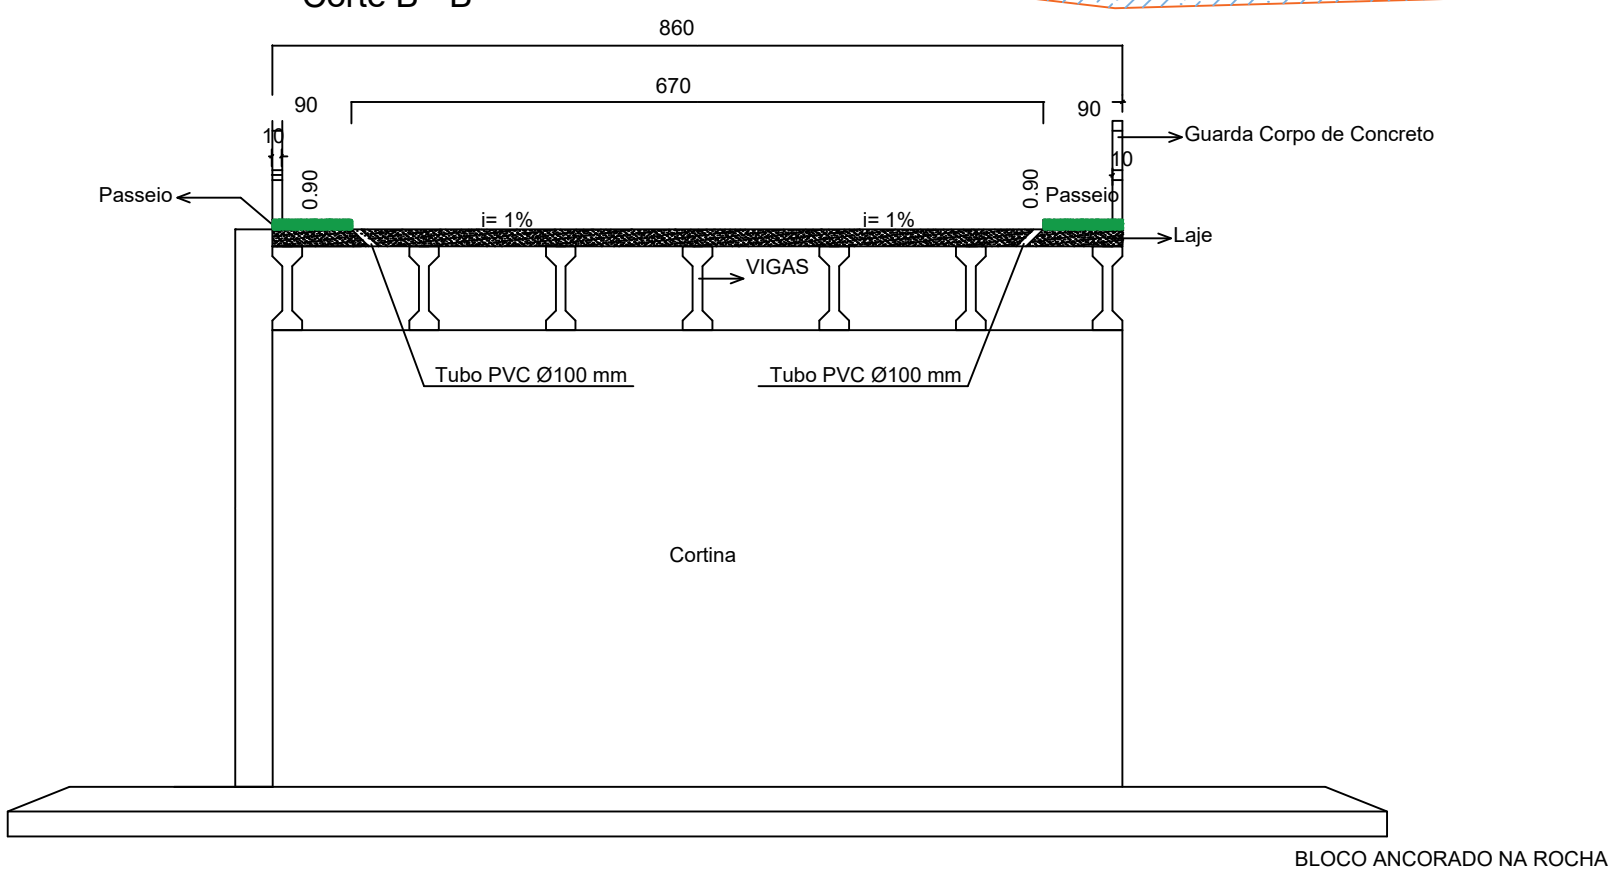 Corte B - B
860
670
90
90
10
Guarda Corpo de Concreto
10
0.90
0.90
Passeio
Passeio
i= 1%
i= 1%
Laje
VIGAS
Tubo PVC Ø100 mm
Tubo PVC Ø100 mm
Cortina
BLOCO ANCORADO NA ROCHA